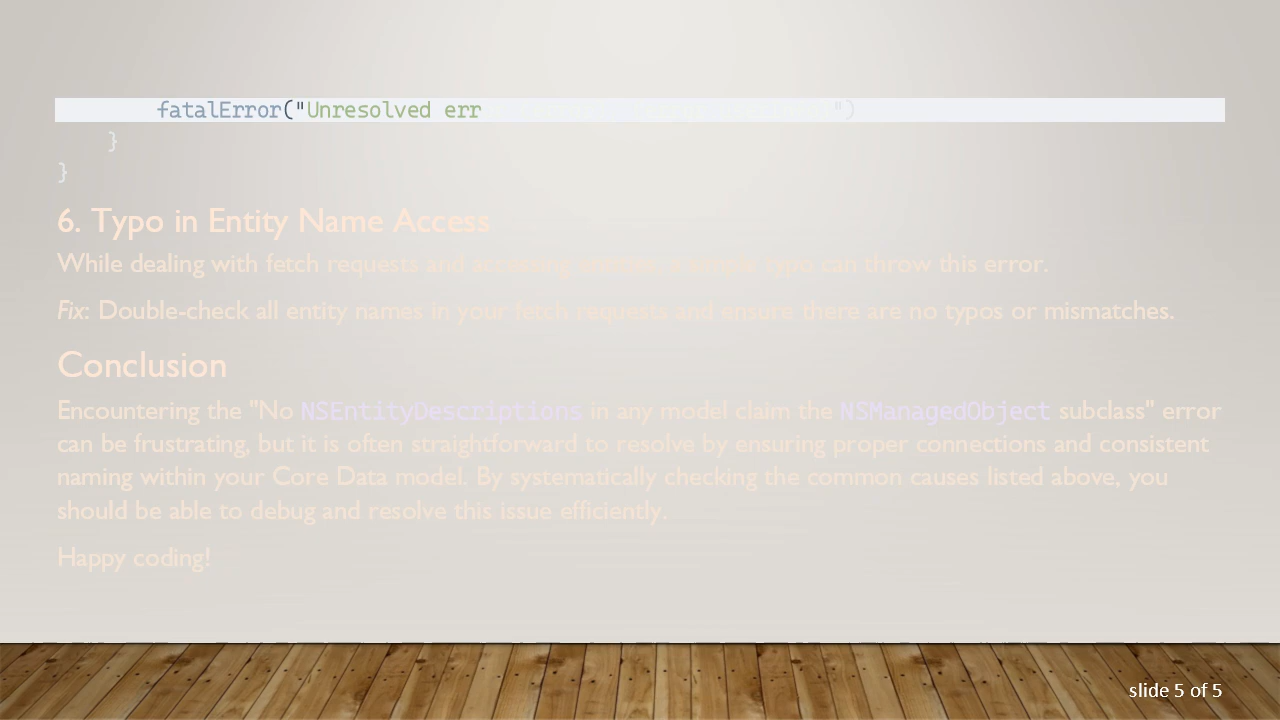 fatalError("Unresolved err ")
}
}
6. Typo in Entity Name Access
While dealing with fetch requests and accessing entities, a simple typo can throw this error.
Fix: Double-check all entity names in your fetch requests and ensure there are no typos or mismatches.
Conclusion
Encountering the "No NSEntityDescriptions in any model claim the NSManagedObject subclass" error
can be frustrating, but it is often straightforward to resolve by ensuring proper connections and consistent
naming within your Core Data model. By systematically checking the common causes listed above, you
should be able to debug and resolve this issue efficiently.
Happy coding!
slide 5 of 5